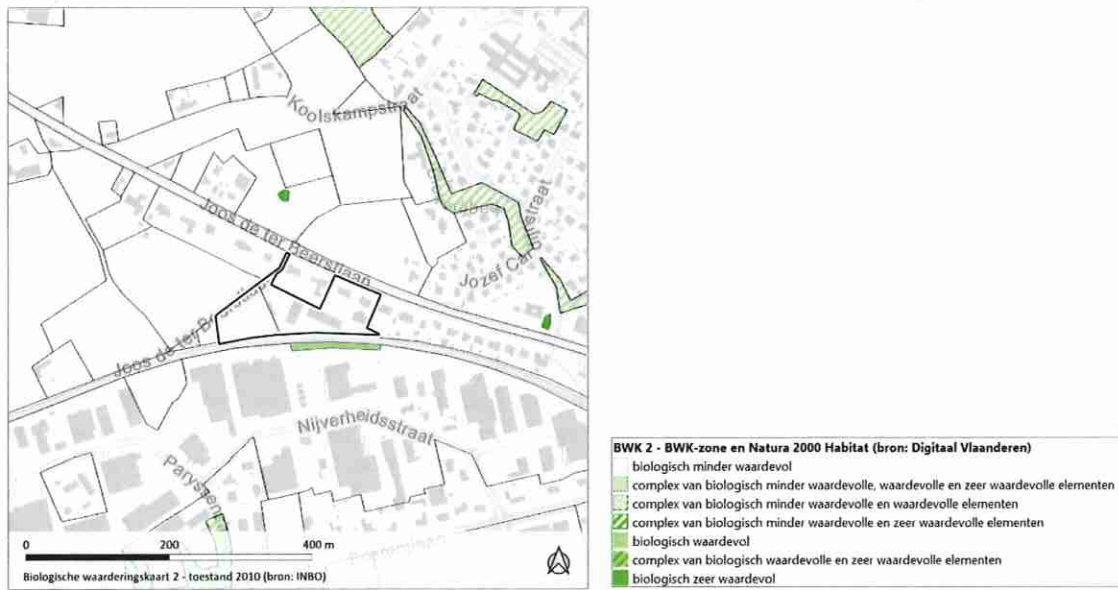 Koolskampstraat
Joos de ter Beerstlaan
Jozef Car
straat
Joos de ter Be
Nijverheidsstraat
0 200 400 m
Biologische waarderingskaart 2 - toestand 2010 (bron: INBO)
BWK 2 - BWK-zone en Natura 2000 Habitat (bron: Digitaal Vlaanderen)
biologisch minder waardevol
complex van biologisch minder waardevolle, waardevolle en zeer waardevolle elementen
complex van biologisch minder waardevolle en waardevolle elementen
complex van biologisch minder waardevolle en zeer waardevolle elementen
biologisch waardevol
complex van biologisch waardevolle en zeer waardevolle elementen
biologisch zeer waardevol